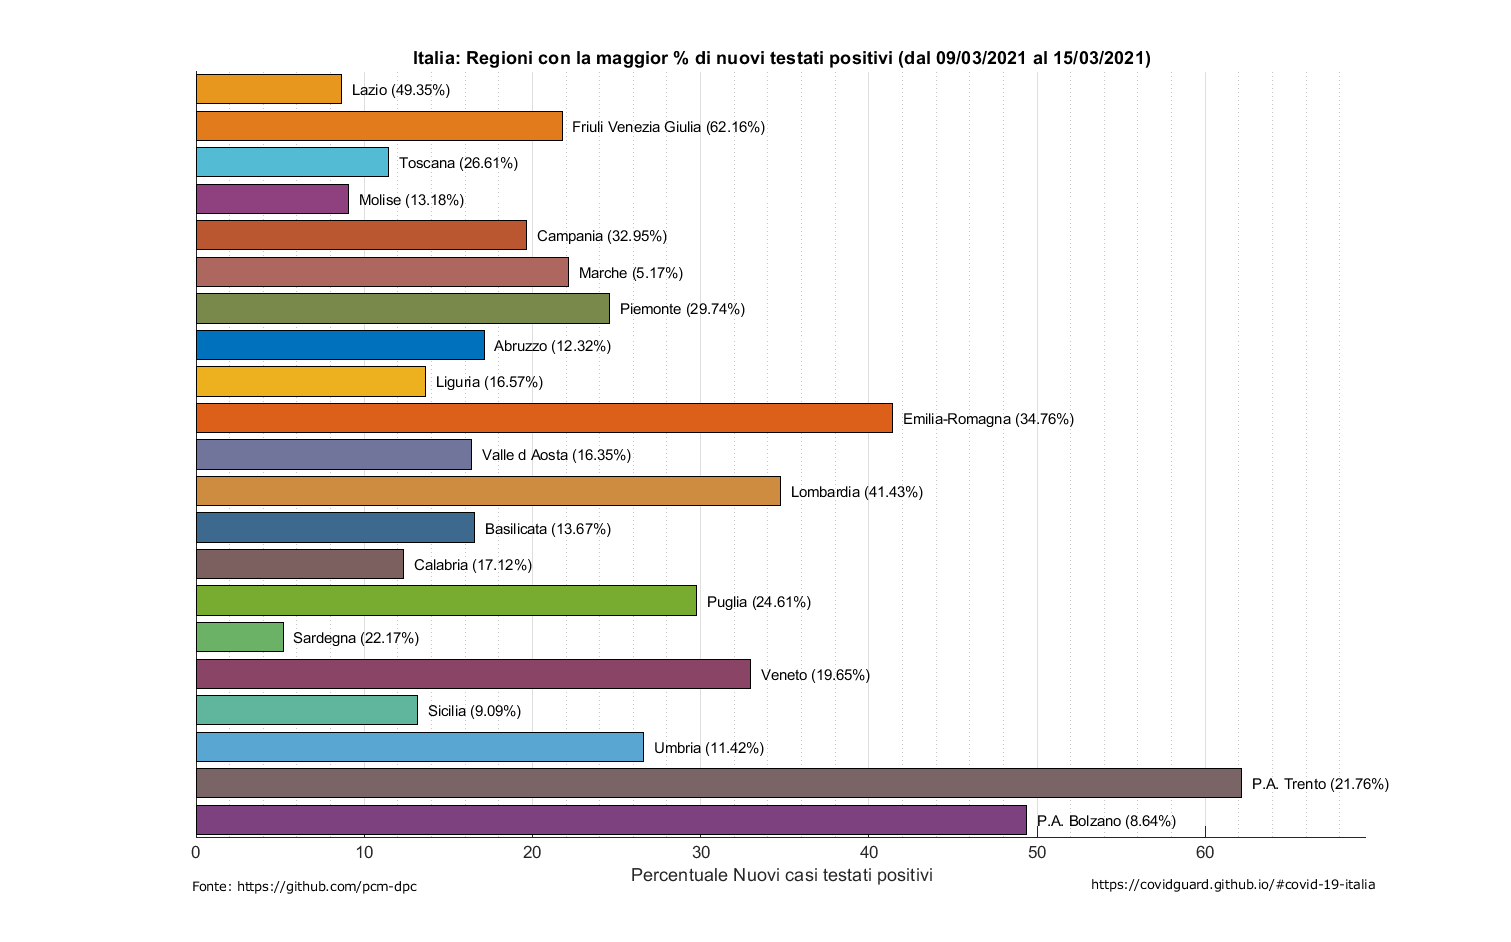 Italia: Regioni con la maggior % di nuovi testati positivi (dal 09/03/2021 al 15/03/2021)
Lazio (49.35%)
Friuli Venezia Giulia (62.16%)
Toscana (26.61%)
Molise (13.18%)
Campania (32.95%)
Marche (5.17%)
Piemonte (29.74%)
Abruzzo (12.32%)
Liguria (16.57%)
Emilia-Romagna (34.76%)
Valle d Aosta (16.35%)
Lombardia (41.43%)
Basilicata (13.67%)
Calabria (17.12%)
Puglia (24.61%)
Sardegna (22.17%)
Veneto (19.65%)
Sicilia (9.09%)
Umbria (11.42%)
P.A. Trento (21.76%)
P.A. Bolzano (8.64%)
0 10 20 30 40 50 60
Percentuale Nuovi casi testati positivi
Fonte: https://github.com/pcm-dpc
https://covidguard.github.io/#covid-19-italia